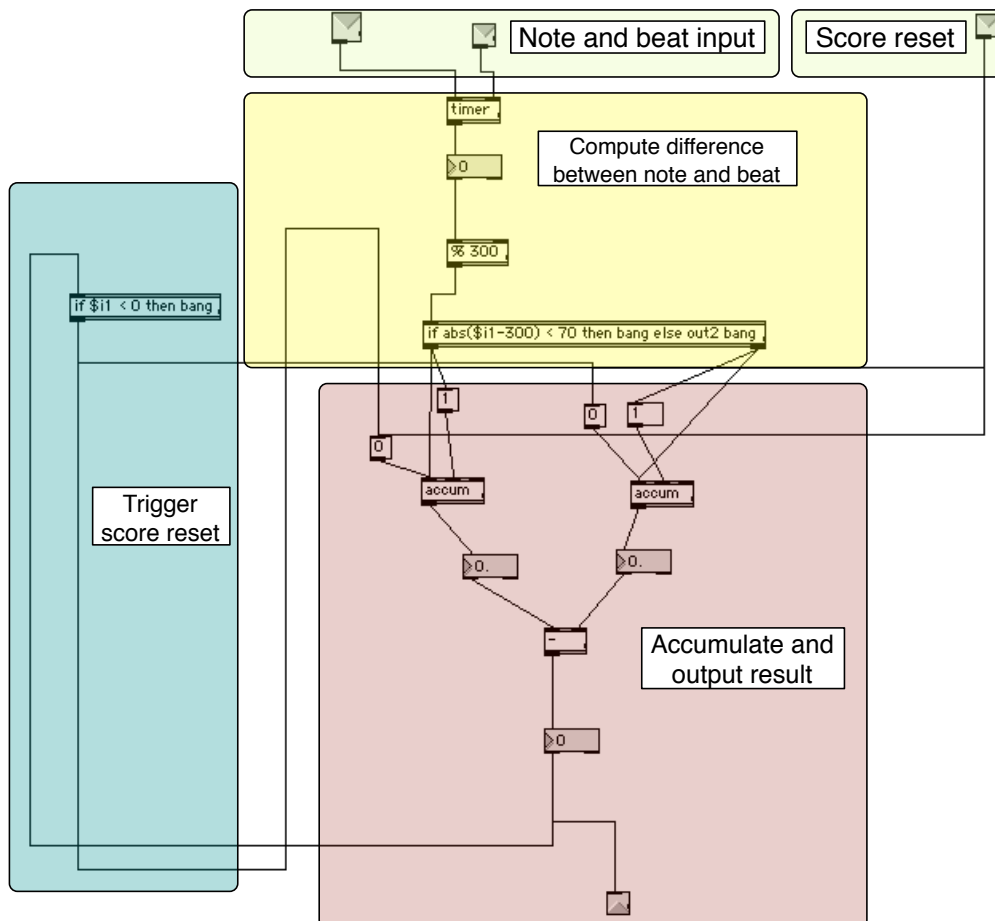 Note and beat input
Score reset
timer
Compute difference
between note and beat
0
% 300
if $i1 < 0 then bang
if abs($i1-300) < 70 then bang else out2 bang
1
0
1
0
accum
accum
Trigger
score reset
0.
0.
-
Accumulate and
output result
0